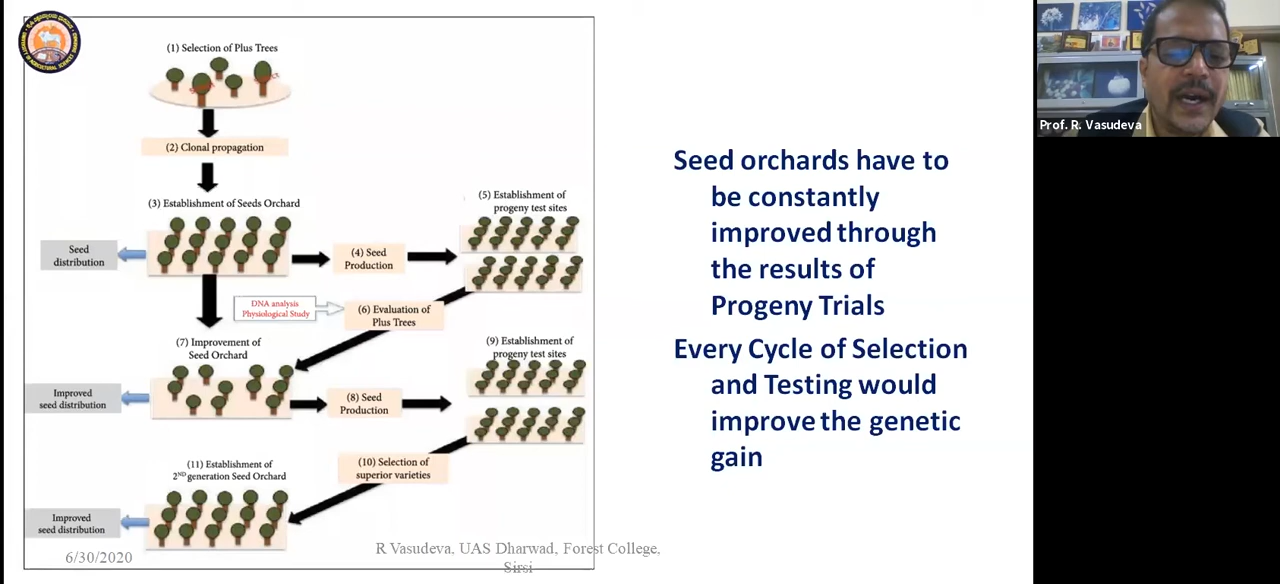 (1) Selection of Plus Trees
(2) Clonal propagation
(3) Establishment of Seeds Orchard
Seed
distribution
(4) Seed
Production
(5) Establishment of
progeny test sites
DNA analysis
Physiological Study
(6) Evaluation of
Plus Trees
(7) Improvement of
Seed Orchard
Improved
seed distribution
(8) Seed
Production
(9) Establishment of
progeny test sites
(10) Selection of
superior varieties
(11) Establishment of
2ND generation Seed Orchard
Improved
seed distribution
6/30/2020
R Vasudeva, UAS Dharwad, Forest College,
Sirsi
Seed orchards have to
be constantly
improved through
the results of
Progeny Trials
Every Cycle of Selection
and Testing would
improve the genetic
gain
Prof. R. Vasudeva